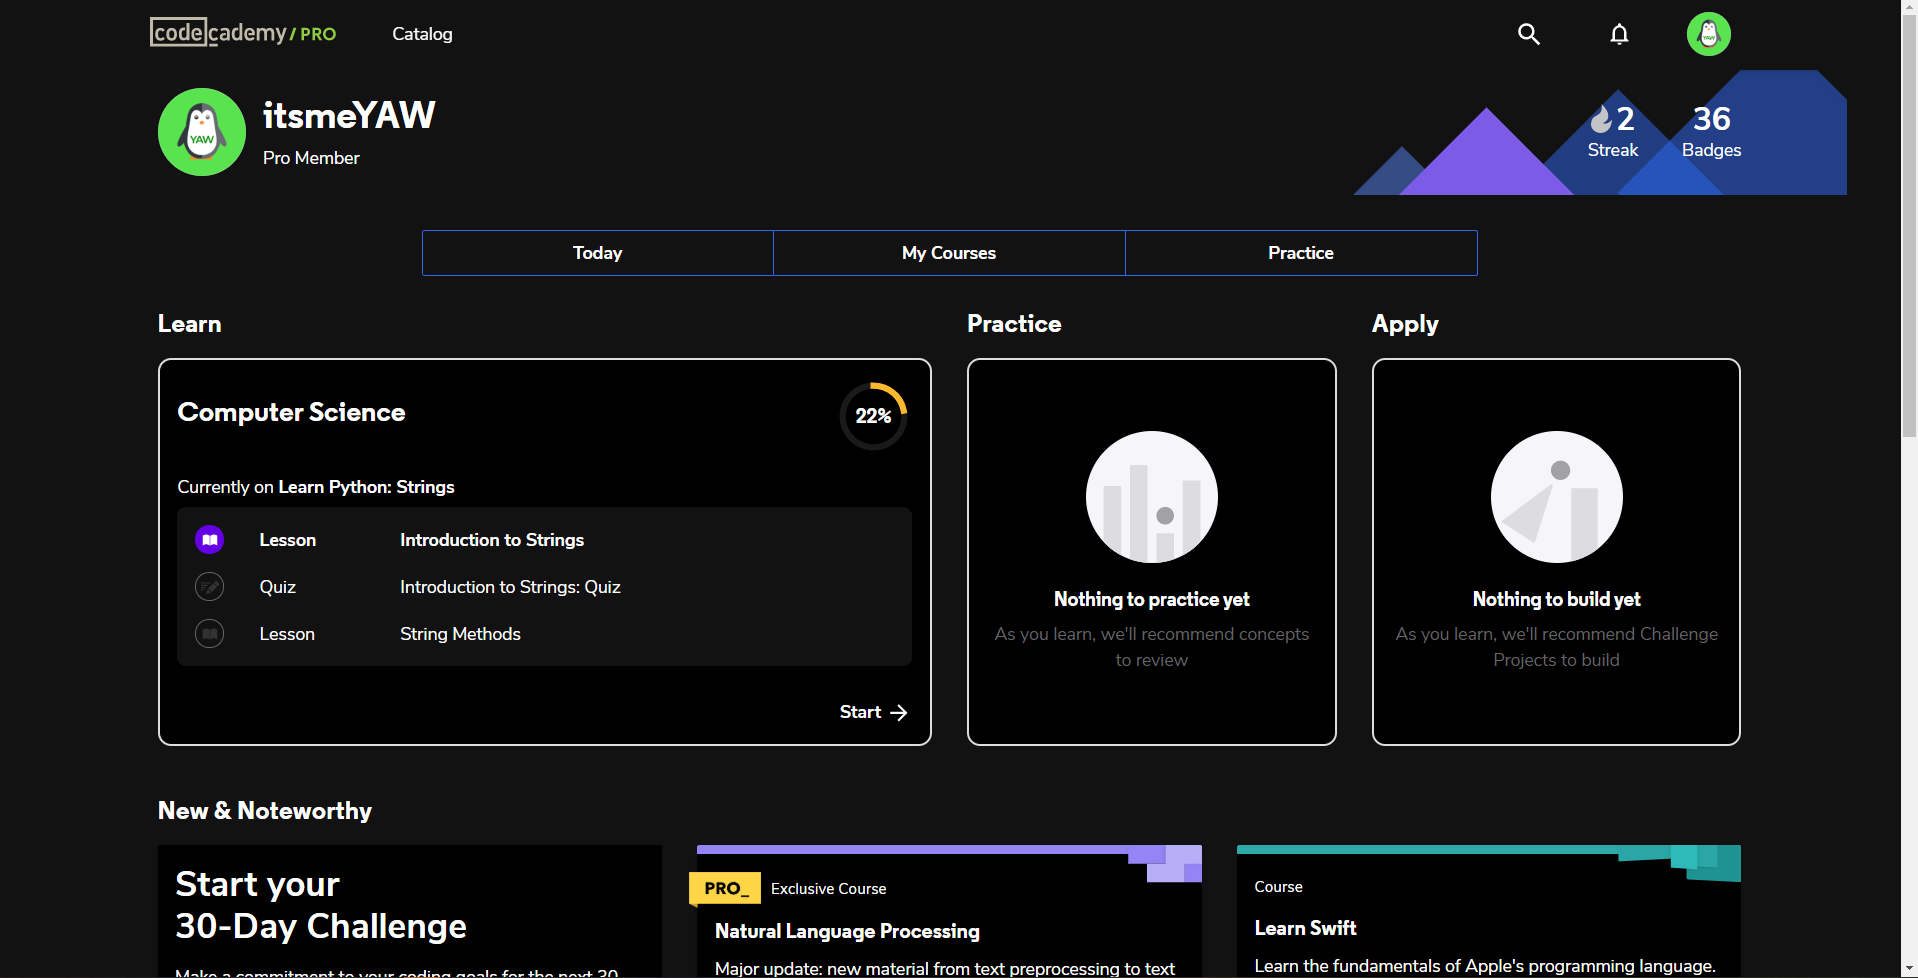 codecademy/PRO
Catalog
YAW
YAW
itsmeYAW
Pro Member
2
Streak
36
Badges
Today
My Courses
Practice
Learn
Computer Science
22%
Currently on Learn Python: Strings
Lesson Introduction to Strings
Quiz Introduction to Strings: Quiz
Lesson String Methods
Start
Practice
Nothing to practice yet
As you learn, we'll recommend concepts
to review
Apply
Nothing to build yet
As you learn, we'll recommend Challenge
Projects to build
New & Noteworthy
Start your
30-Day Challenge
Make a commitment to your coding goals for the next 30
PRO_
Exclusive Course
Natural Language Processing
Major update: new material from text preprocessing to text
Course
Learn Swift
Learn the fundamentals of Apple's programming language.